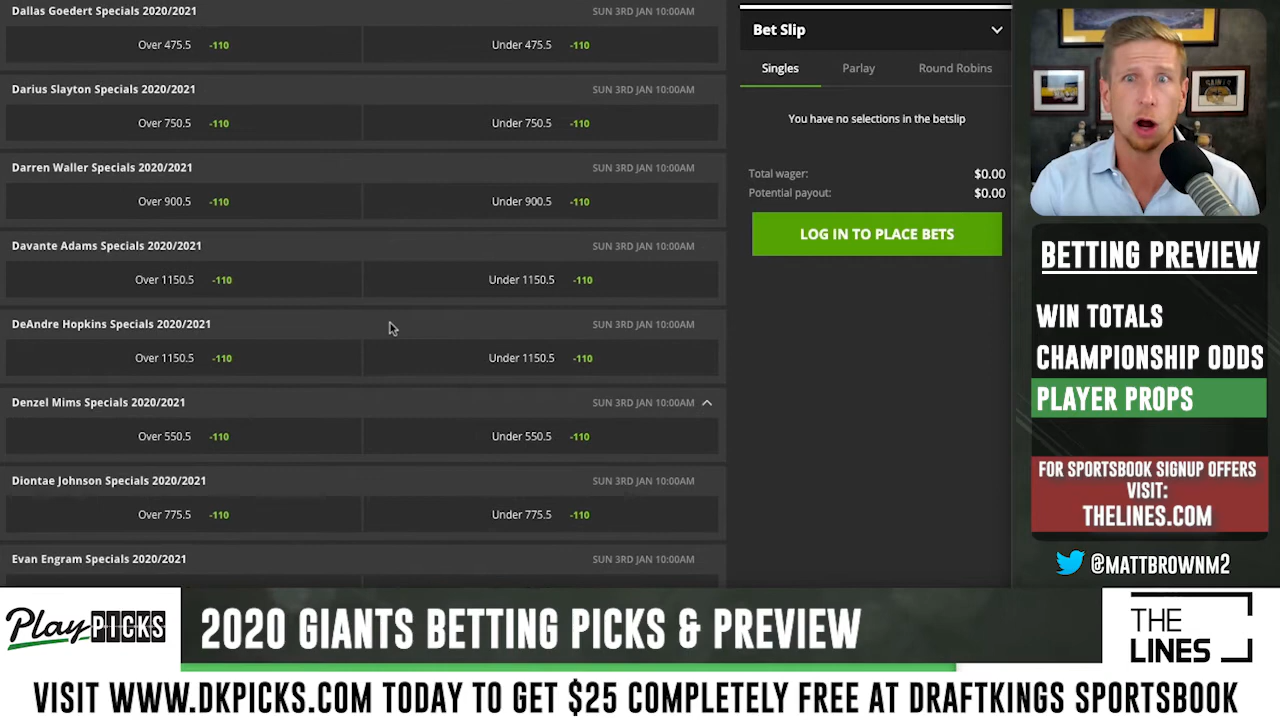 Dallas Goedert Specials 2020/2021 SUN 3RD JAN 10:00AM
Over 475.5 -110 Under 475.5 -110
Darius Slayton Specials 2020/2021 SUN 3RD JAN 10:00AM
Over 750.5 -110 Under 750.5 -110
Darren Waller Specials 2020/2021 SUN 3RD JAN 10:00AM
Over 900.5 -110 Under 900.5 -110
Davante Adams Specials 2020/2021 SUN 3RD JAN 10:00AM
Over 1150.5 -110 Under 1150.5 -110
DeAndre Hopkins Specials 2020/2021 SUN 3RD JAN 10:00AM
Over 1150.5 -110 Under 1150.5 -110
Denzel Mims Specials 2020/2021 SUN 3RD JAN 10:00AM
Over 550.5 -110 Under 550.5 -110
Diontae Johnson Specials 2020/2021 SUN 3RD JAN 10:00AM
Over 775.5 -110 Under 775.5 -110
Evan Engram Specials 2020/2021 SUN 3RD JAN 10:00AM
Bet Slip
Singles Parlay Round Robins
You have no selections in the betslip
Total wager: $0.00
Potential payout: $0.00
LOG IN TO PLACE BETS
BETTING PREVIEW
WIN TOTALS
CHAMPIONSHIP ODDS
PLAYER PROPS
FOR SPORTSBOOK SIGNUP OFFERS
VISIT:
THELINES.COM
@MATTBROWNM2
Play PICKS
2020 GIANTS BETTING PICKS & PREVIEW
THE
LINES
VISIT WWW.DKPICKS.COM TODAY TO GET $25 COMPLETELY FREE AT DRAFTKINGS SPORTSBOOK